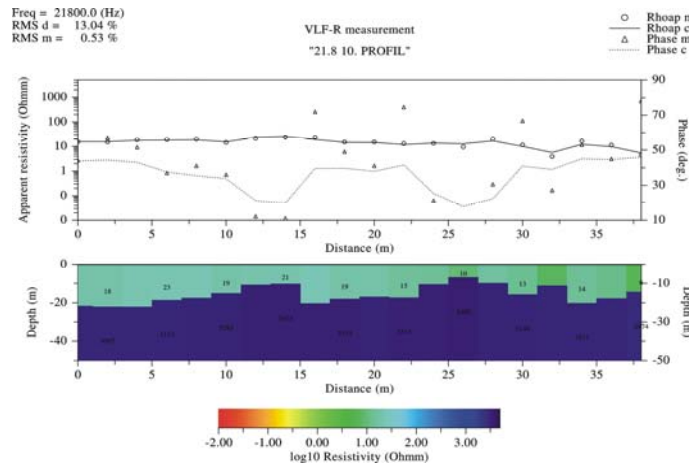 Freq = 21800.0 (Hz)
RMS d = 13.04 %
RMS m = 0.53 %
VLF-R measurement
"21.8 10. PROFIL"
Rhoap m
Rhoap c
Phase m
Phase c
Apparent resistivity (Ohmm)
1000
100
10
1
0
0
90
70
50
30
10
Phase (deg.)
0 5 10 15 20 25 30 35
Distance (m)
Depth (m)
0
-20
-40
18 23 19 21 19 15 10 13 14
-10
-20
-30
-50
Depth (m)
0 5 10 15 20 25 30 35
Distance (m)
-2.00 -1.00 0.00 1.00 2.00 3.00
log10 Resistivity (Ohmm)